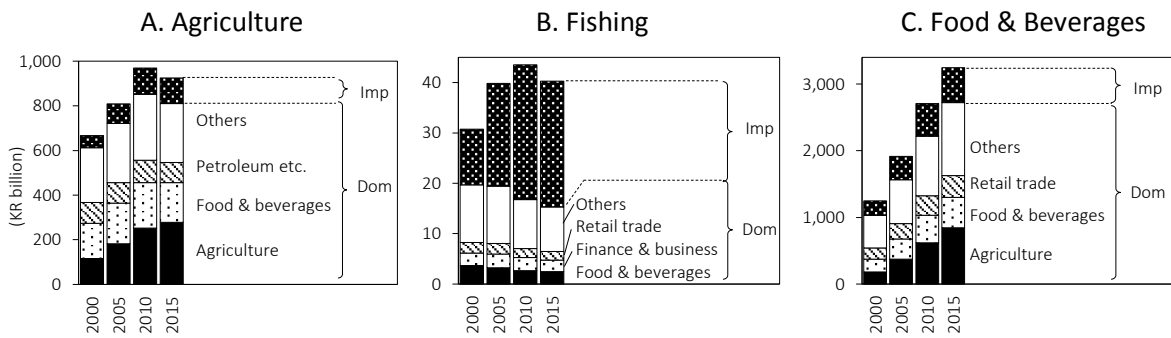 A. Agriculture
(KR billion)
1,000
800
600
400
200
0
Imp
Others
Petroleum etc.
Dom
Food & beverages
Agriculture
2000
2005
2010
2015
B. Fishing
40
30
20
10
0
Imp
Others
Retail trade
Dom
Finance & business
Food & beverages
2000
2005
2010
2015
C. Food & Beverages
3,000
2,000
1,000
0
Imp
Others
Dom
Retail trade
Food & beverages
Agriculture
2000
2005
2010
2015